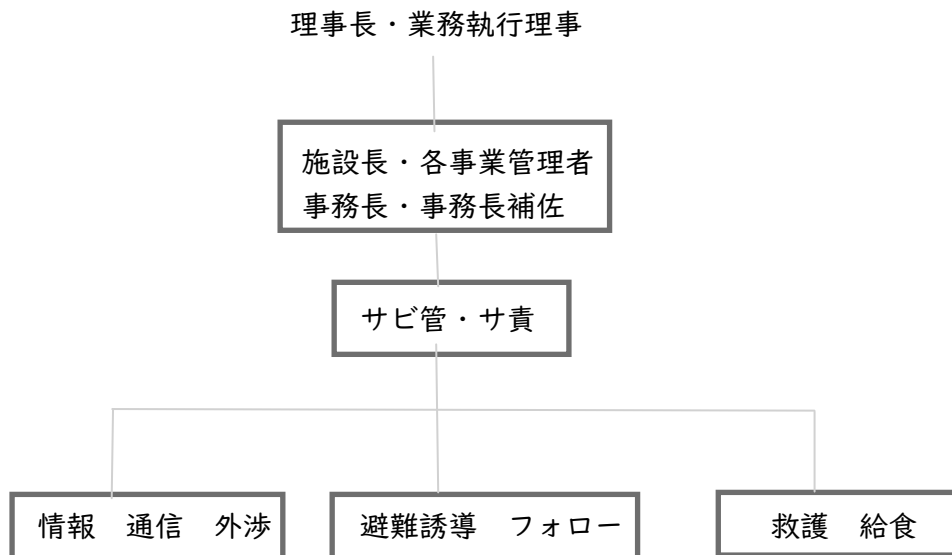 理事長・業務執行理事
施設長・各事業管理者
事務長・事務長補佐
サビ管・サ責
情報　通信　外渉
避難誘導　フォロー
救護　給食